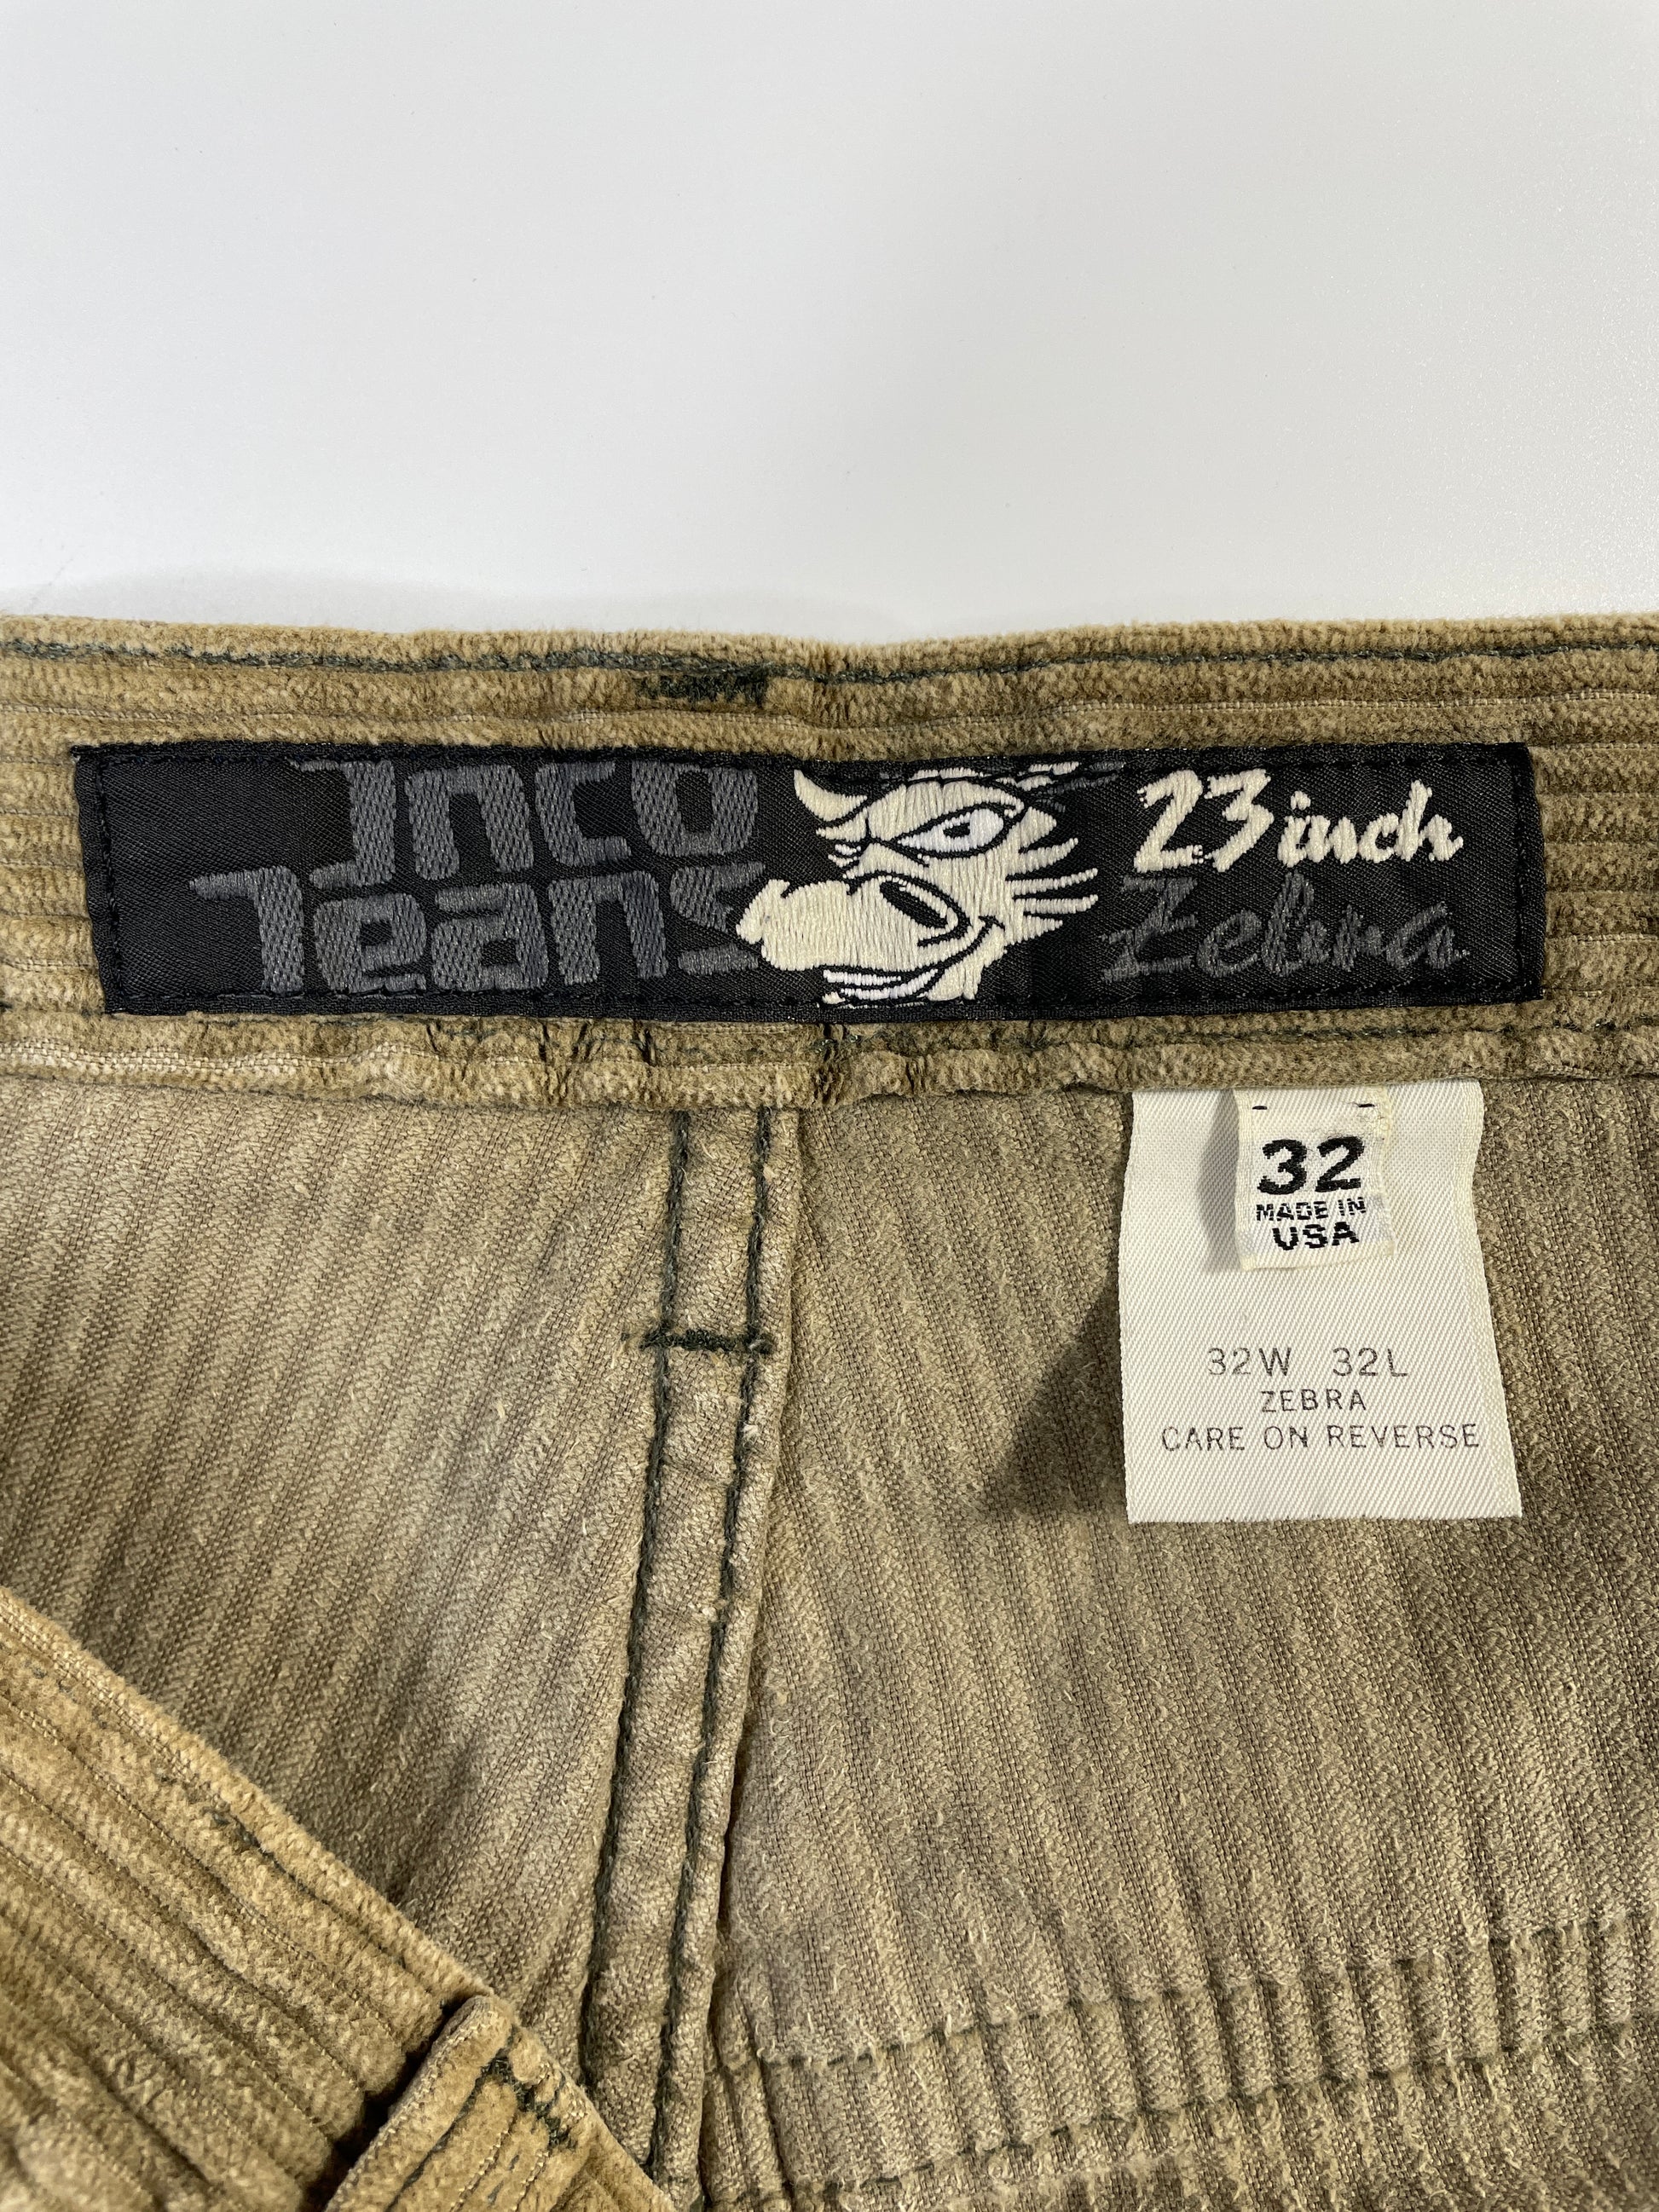 Jnco
Jeans
23 inch
Zebra
32
MADE IN
USA
32W 32L
ZEBRA
CARE ON REVERSE